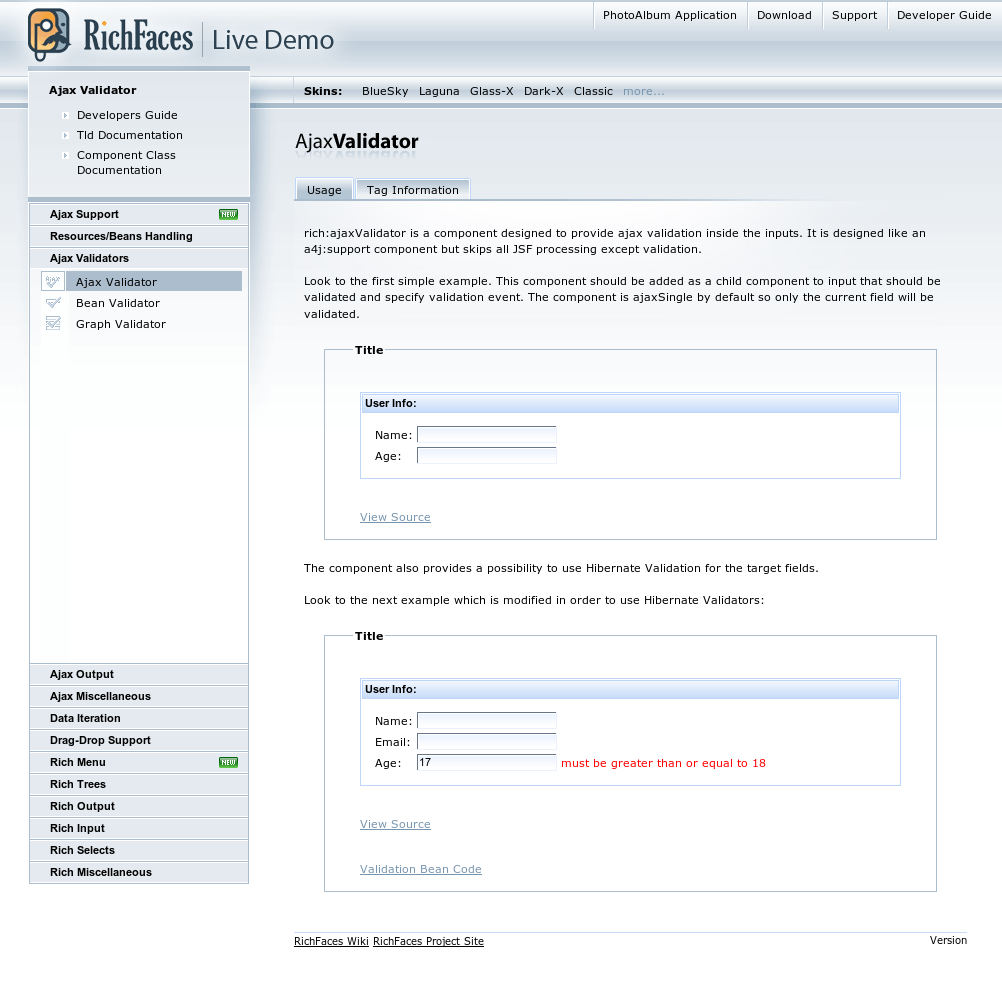 PhotoAlbum Application Download Support Developer Guide
RichFaces Live Demo
Ajax Validator
Developers Guide
Tld Documentation
Component Class
Documentation
Skins: BlueSky Laguna Glass-X Dark-X Classic more...
Ajax Support NEW
Resources/Beans Handling
Ajax Validators
Ajax Validator
Bean Validator
Graph Validator
Ajax Output
Ajax Miscellaneous
Data Iteration
Drag-Drop Support
Rich Menu NEW
Rich Trees
Rich Output
Rich Input
Rich Selects
Rich Miscellaneous
AjaxValidator
Usage Tag Information
rich:ajaxValidator is a component designed to provide ajax validation inside the inputs. It is designed like an
a4j:support component but skips all JSF processing except validation.
Look to the first simple example. This component should be added as a child component to input that should be
validated and specify validation event. The component is ajaxSingle by default so only the current field will be
validated.
Title
User Info:
Name:
Age:
View Source
The component also provides a possibility to use Hibernate Validation for the target fields.
Look to the next example which is modified in order to use Hibernate Validators:
Title
User Info:
Name:
Email:
Age: 17 must be greater than or equal to 18
View Source
Validation Bean Code
RichFaces Wiki RichFaces Project Site Version